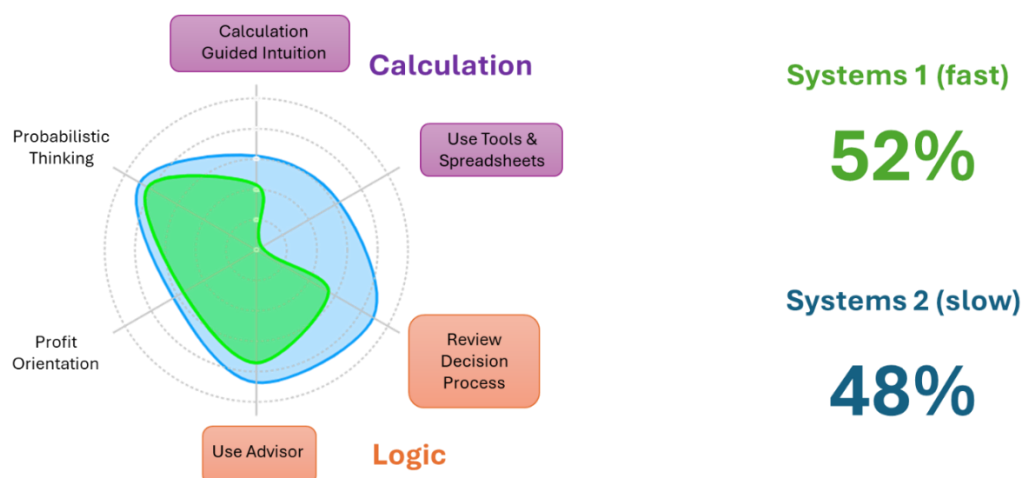 Calculation
Guided Intuition
Calculation
Systems 1 (fast)
52%
Probabilistic
Thinking
Use Tools &
Spreadsheets
Systems 2 (slow)
48%
Profit
Orientation
Review
Decision
Process
Use Advisor
Logic